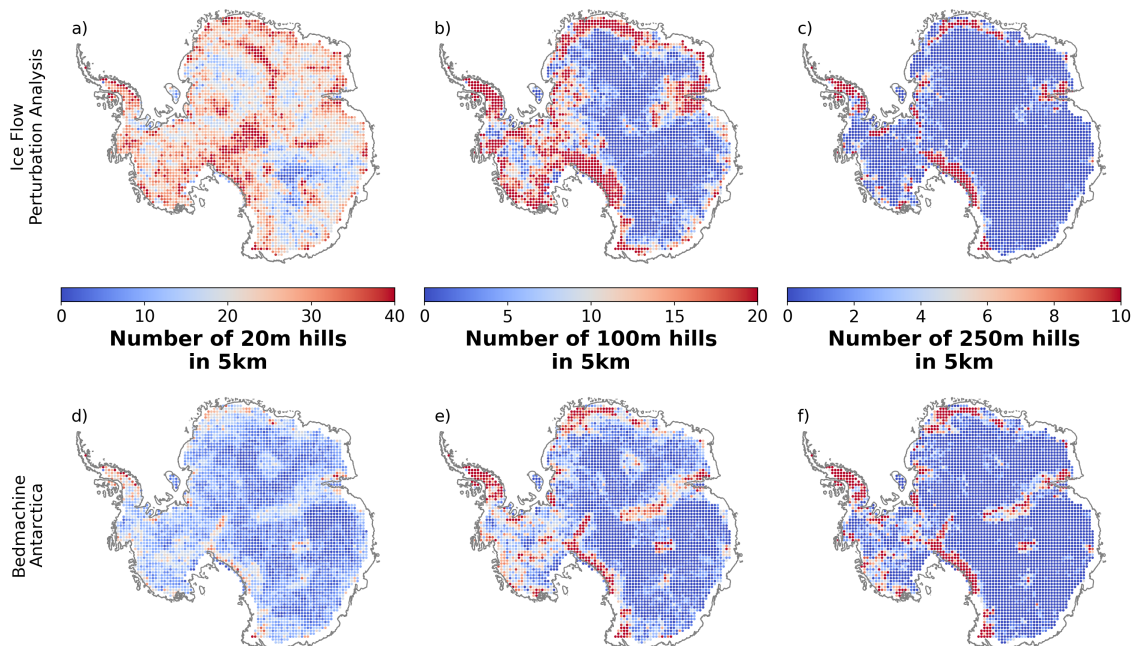 a)
b)
c)
Ice Flow
Perturbation Analysis
0 10 20 30 40
Number of 20m hills
in 5km
0 5 10 15 20
Number of 100m hills
in 5km
0 2 4 6 8 10
Number of 250m hills
in 5km
d)
e)
f)
Bedmachine
Antarctica